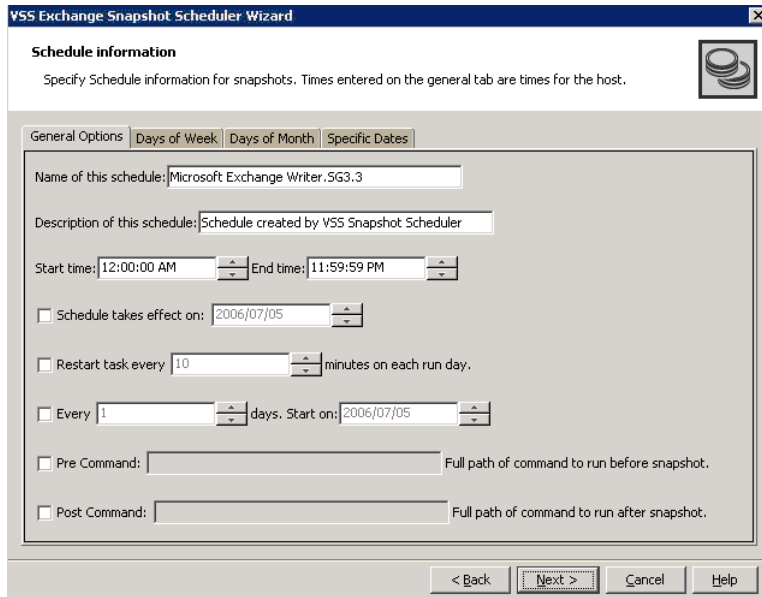 VSS Exchange Snapshot Scheduler Wizard
Schedule information
Specify Schedule information for snapshots. Times entered on the general tab are times for the host.
General Options Days of Week Days of Month Specific Dates
Name of this schedule: Microsoft Exchange Writer.SG3.3
Description of this schedule: Schedule created by VSS Snapshot Scheduler
Start time: 12:00:00 AM End time: 11:59:59 PM
Schedule takes effect on: 2006/07/05
Restart task every 10 minutes on each run day.
Every 1 days. Start on: 2006/07/05
Pre Command: Full path of command to run before snapshot.
Post Command: Full path of command to run after snapshot.
< Back Next > Cancel Help